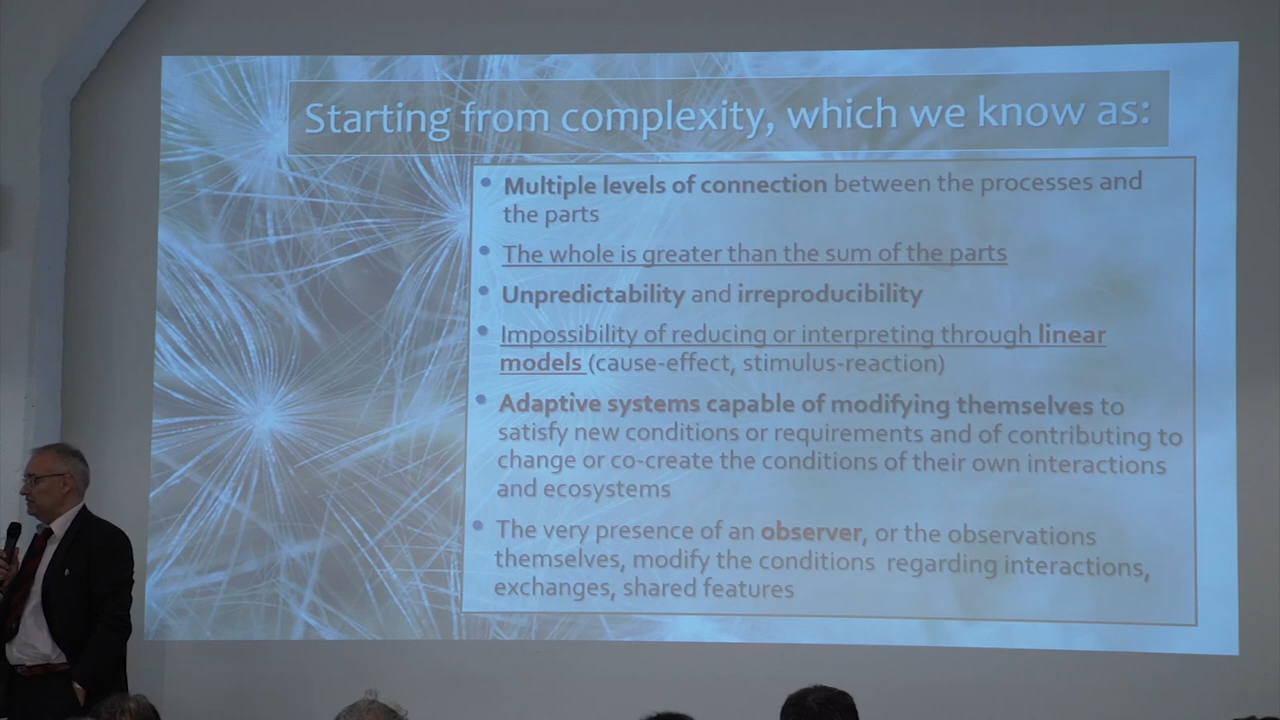 Starting from complexity, which we know as:
• Multiple levels of connection between the processes and
the parts
• The whole is greater than the sum of the parts
• Unpredictability and irreproducibility
• Impossibility of reducing or interpreting through linear
models (cause-effect, stimulus-reaction)
• Adaptive systems capable of modifying themselves to
satisfy new conditions or requirements and of contributing to
change or co-create the conditions of their own interactions
and ecosystems
• The very presence of an observer, or the observations
themselves, modify the conditions regarding interactions,
exchanges, shared features